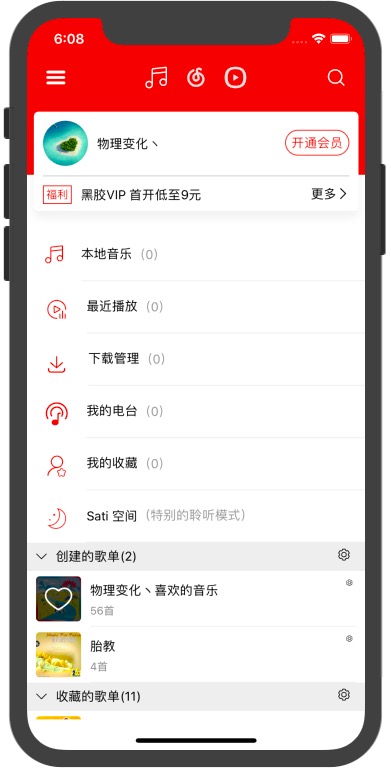 6:08
物理变化丶
开通会员
福利 黑胶VIP 首开低至9元 更多
本地音乐 (0)
最近播放 (0)
下载管理 (0)
我的电台 (0)
我的收藏 (0)
Sati 空间 (特别的聆听模式)
创建的歌单(2)
物理变化丶喜欢的音乐
56首
胎教
4首
收藏的歌单(11)